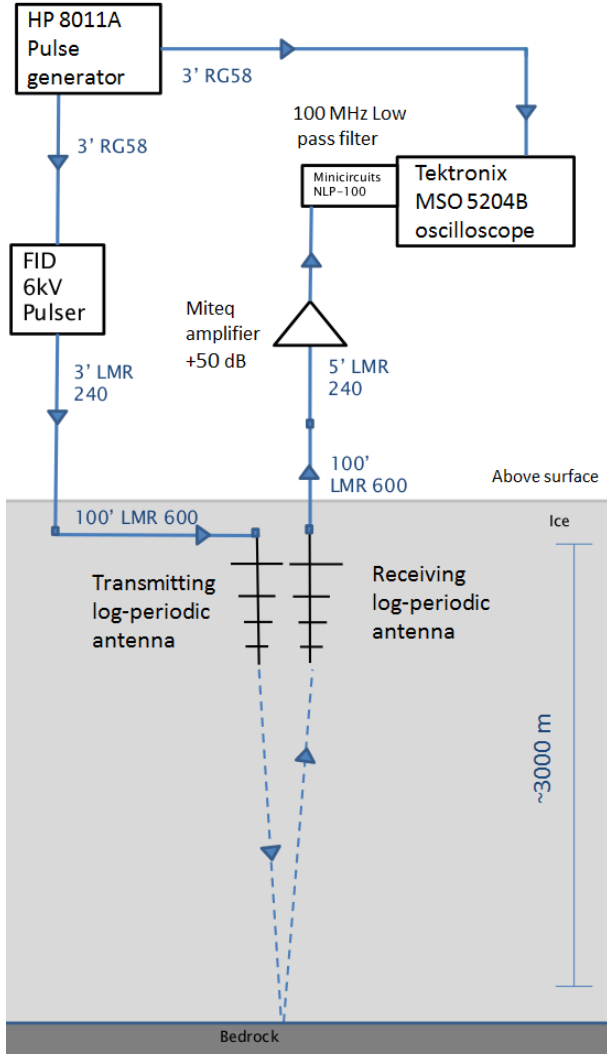 HP 8011A
Pulse
generator
3' RG58
3' RG58
100 MHz Low
pass filter
Minicircuits
NLP-100
Tektronix
MSO 5204B
oscilloscope
FID
6kV
Pulser
Miteq
amplifier
+50 dB
3' LMR
240
5' LMR
240
100'
LMR 600
Above surface
100' LMR 600
Ice
Transmitting
log-periodic
antenna
Receiving
log-periodic
antenna
~3000 m
Bedrock